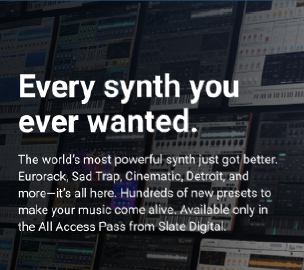 Every synth you
ever wanted.
The world's most powerful synth just got better.
Eurorack, Sad Trap, Cinematic, Detroit, and
more—it's all here. Hundreds of new presets to
make your music come alive. Available only in
the All Access Pass from Slate Digital.